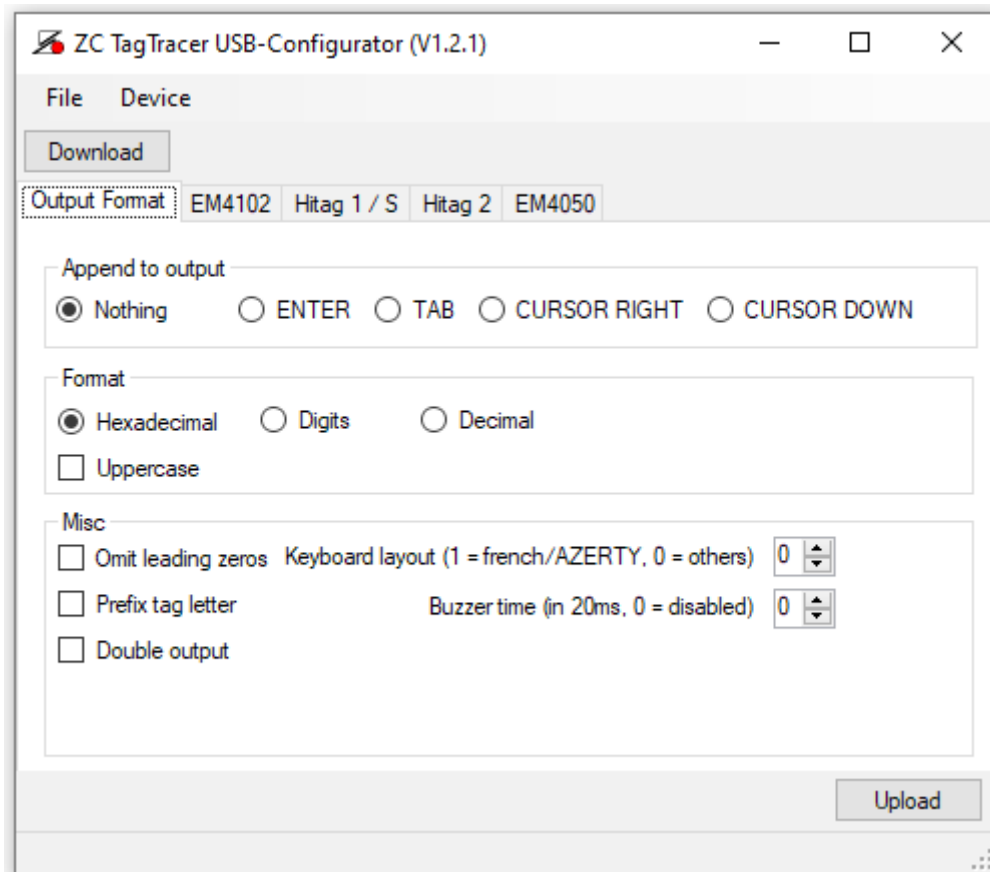 ZC TagTracer USB-Configurator (V1.2.1)
File Device
Download
Output Format EM4102 Hitag 1 / S Hitag 2 EM4050
Append to output
Nothing ENTER TAB CURSOR RIGHT CURSOR DOWN
Format
Hexadecimal Digits Decimal
Uppercase
Misc
Omit leading zeros Keyboard layout (1 = french/AZERTY, 0 = others) 0
Prefix tag letter Buzzer time (in 20ms, 0 = disabled) 0
Double output
Upload